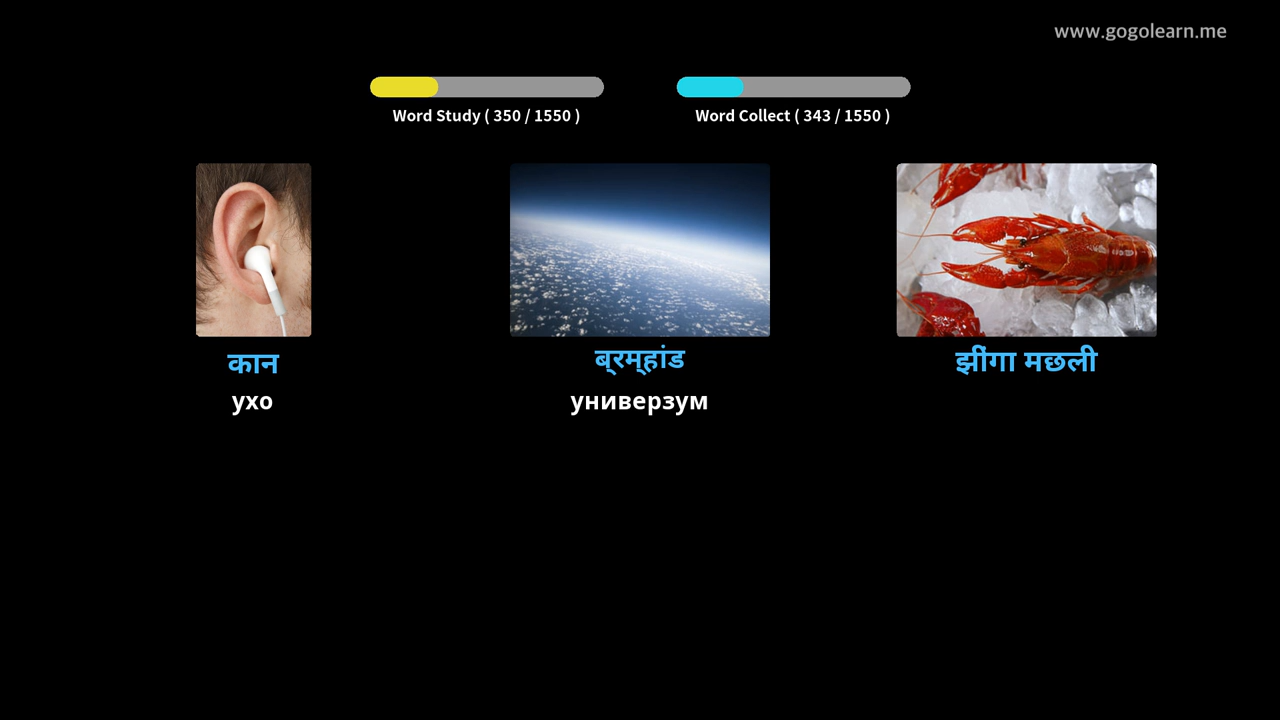 www.gogolearn.me
Word Study ( 350 / 1550 )
Word Collect ( 343 / 1550 )
कान
ухо
ब्रम्हांड
универзум
झींगा मछली